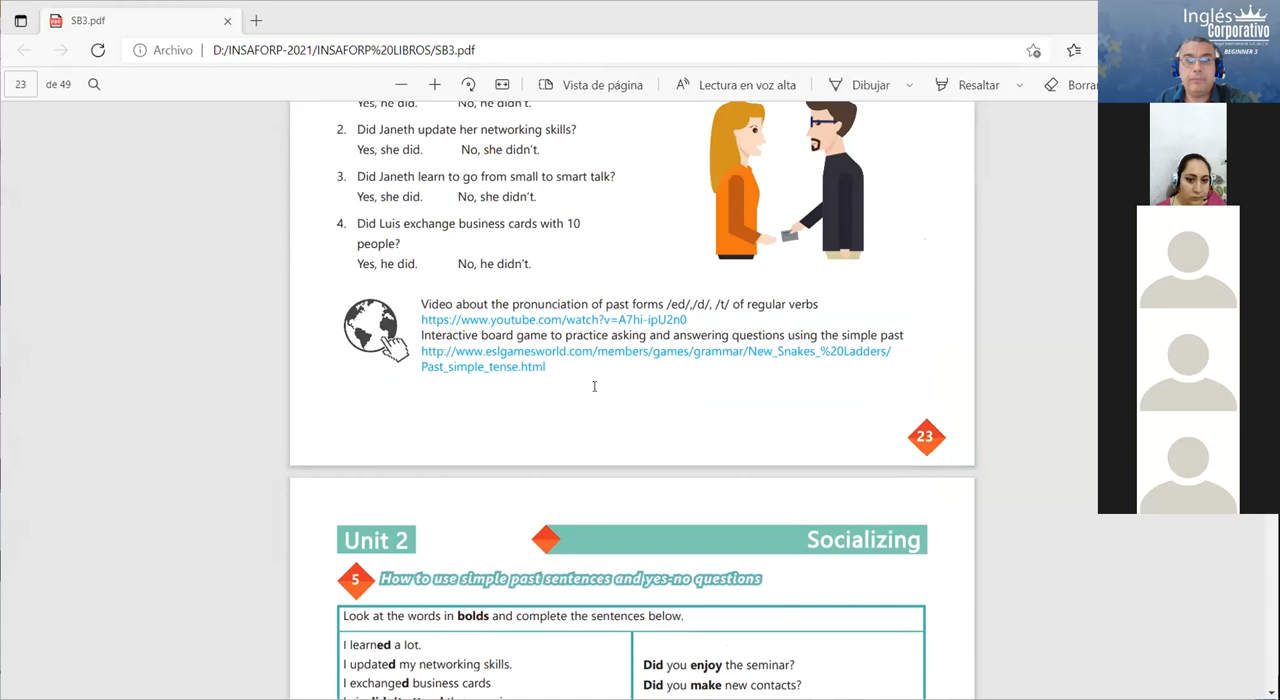 SB3.pdf
Archivo
D:/INSAFORP-2021/INSAFORP%20LIBROS/SB3.pdf
23
de 49
Vista de página
Lectura en voz alta
Dibujar
Resaltar
Borrar
Inglés
Corporativo
BEGINNER 3
Yes, he did. No, he didn't.
2. Did Janeth update her networking skills?
Yes, she did. No, she didn't.
3. Did Janeth learn to go from small to smart talk?
Yes, she did. No, she didn't.
4. Did Luis exchange business cards with 10
people?
Yes, he did. No, he didn't.
Video about the pronunciation of past forms /ed/,/d/, /t/ of regular verbs
https://www.youtube.com/watch?v=A7hi-ipU2n0
Interactive board game to practice asking and answering questions using the simple past
http://www.eslgamesworld.com/members/games/grammar/New_Snakes_%20Ladders/
Past_simple_tense.html
23
Unit 2
Socializing
5 How to use simple past sentences and yes-no questions
Look at the words in bolds and complete the sentences below.
I learned a lot.
I updated my networking skills.
I exchanged business cards
Did you enjoy the seminar?
Did you make new contacts?